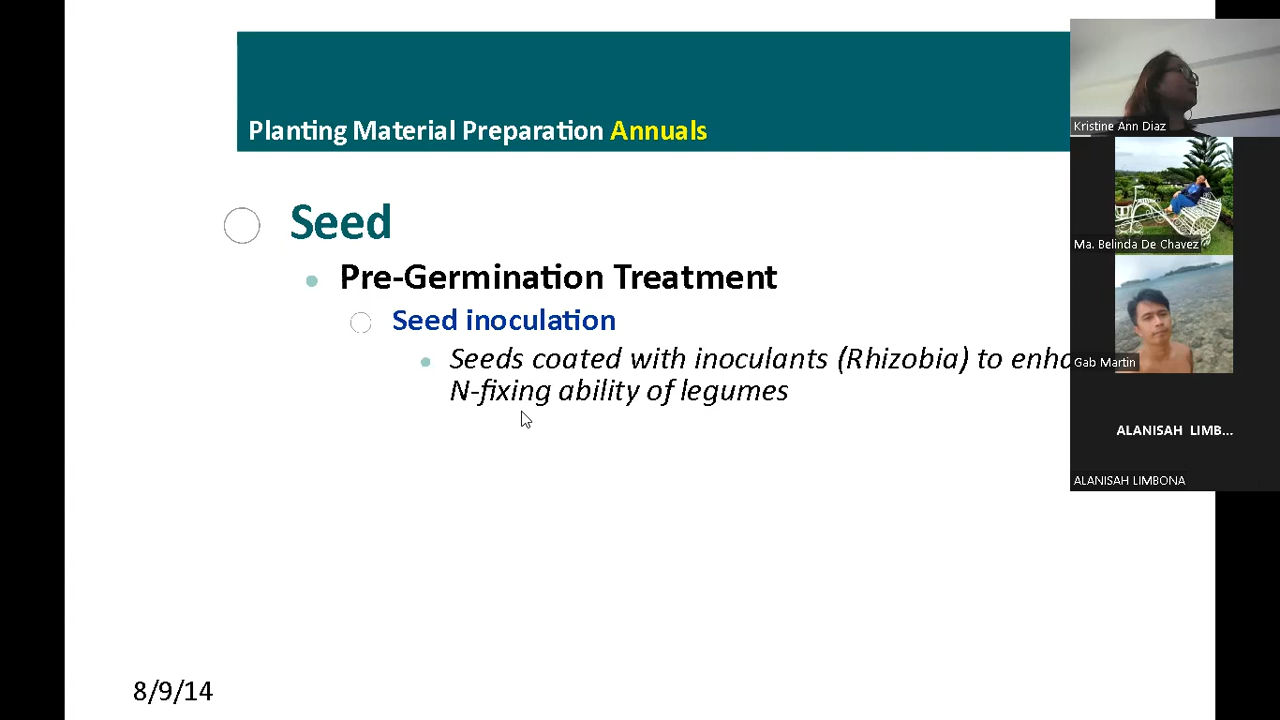 Planting Material Preparation Annuals
Seed
Pre-Germination Treatment
Seed inoculation
Seeds coated with inoculants (Rhizobia) to enha
N-fixing ability of legumes
8/9/14
Kristine Ann Diaz
Ma. Belinda De Chavez
Gab Martin
ALANISAH LIMB...
ALANISAH LIMBONA